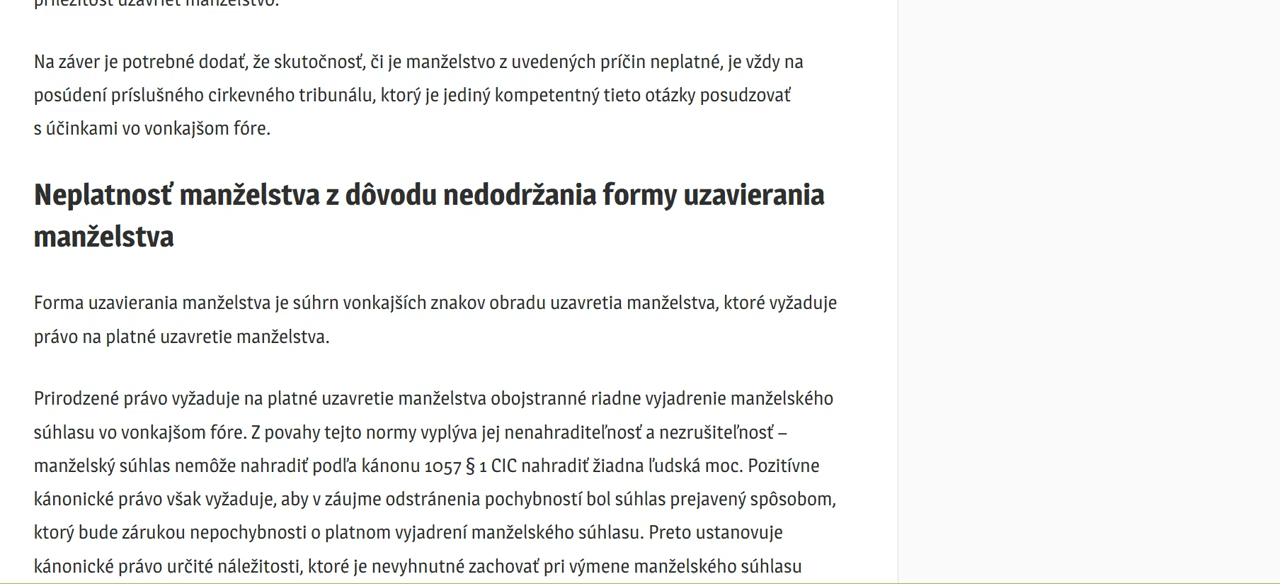 príležitosť uzavrieť manželstvo.
Na záver je potrebné dodať, že skutočnosť, či je manželstvo z uvedených príčin neplatné, je vždy na
posúdení príslušného cirkevného tribunálu, ktorý je jediný kompetentný tieto otázky posudzovať
s účinkami vo vonkajšom fóre.
Neplatnosť manželstva z dôvodu nedodržania formy uzavierania
manželstva
Forma uzavierania manželstva je súhrn vonkajších znakov obradu uzavretia manželstva, ktoré vyžaduje
právo na platné uzavretie manželstva.
Prirodzené právo vyžaduje na platné uzavretie manželstva obojstranné riadne vyjadrenie manželského
súhlasu vo vonkajšom fóre. Z povahy tejto normy vyplýva jej nenahraditeľnosť a nezrušiteľnosť –
manželský súhlas nemôže nahradiť podľa kánonu 1057 § 1 CIC nahradiť žiadna ľudská moc. Pozitívne
kánonické právo však vyžaduje, aby v záujme odstránenia pochybností bol súhlas prejavený spôsobom,
ktorý bude zárukou nepochybnosti o platnom vyjadrení manželského súhlasu. Preto ustanovuje
kánonické právo určité náležitosti, ktoré je nevyhnutné zachovať pri výmene manželského súhlasu